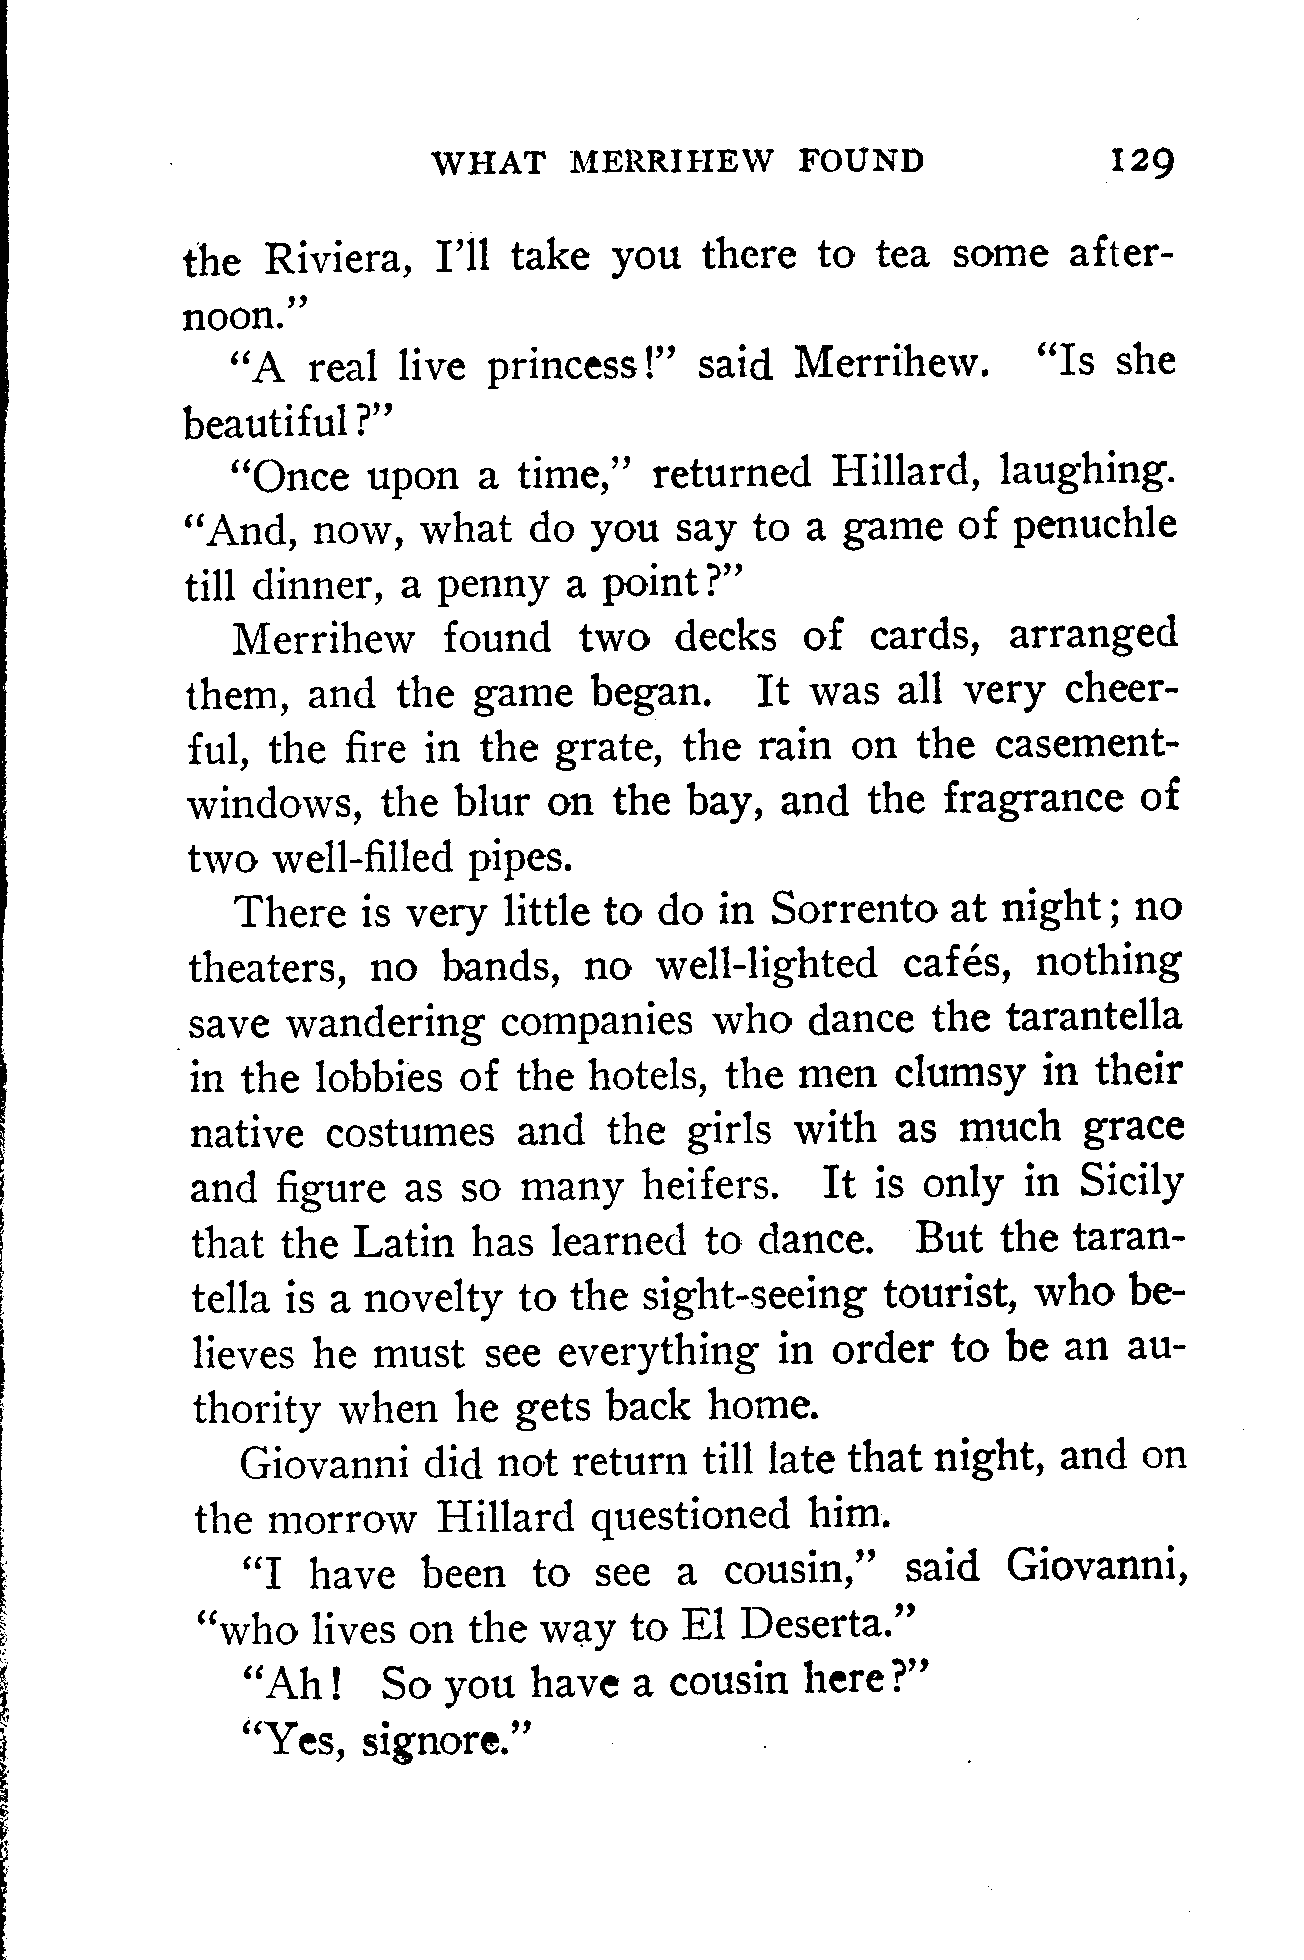 WHAT MERRIHEW FOUND 129
the Riviera, I'll take you there to tea some after-
noon."
"A real live princess!" said Merrihew. "Is she
beautiful?"
"Once upon a time," returned Hillard, laughing.
"And, now, what do you say to a game of penuchle
till dinner, a penny a point?"
Merrihew found two decks of cards, arranged
them, and the game began. It was all very cheer-
ful, the fire in the grate, the rain on the casement-
windows, the blur on the bay, and the fragrance of
two well-filled pipes.
There is very little to do in Sorrento at night; no
theaters, no bands, no well-lighted cafés, nothing
save wandering companies who dance the tarantella
in the lobbies of the hotels, the men clumsy in their
native costumes and the girls with as much grace
and figure as so many heifers. It is only in Sicily
that the Latin has learned to dance. But the taran-
tella is a novelty to the sight-seeing tourist, who be-
lieves he must see everything in order to be an au-
thority when he gets back home.
Giovanni did not return till late that night, and on
the morrow Hillard questioned him.
"I have been to see a cousin," said Giovanni,
"who lives on the way to El Deserta."
"Ah! So you have a cousin here?"
"Yes, signore."